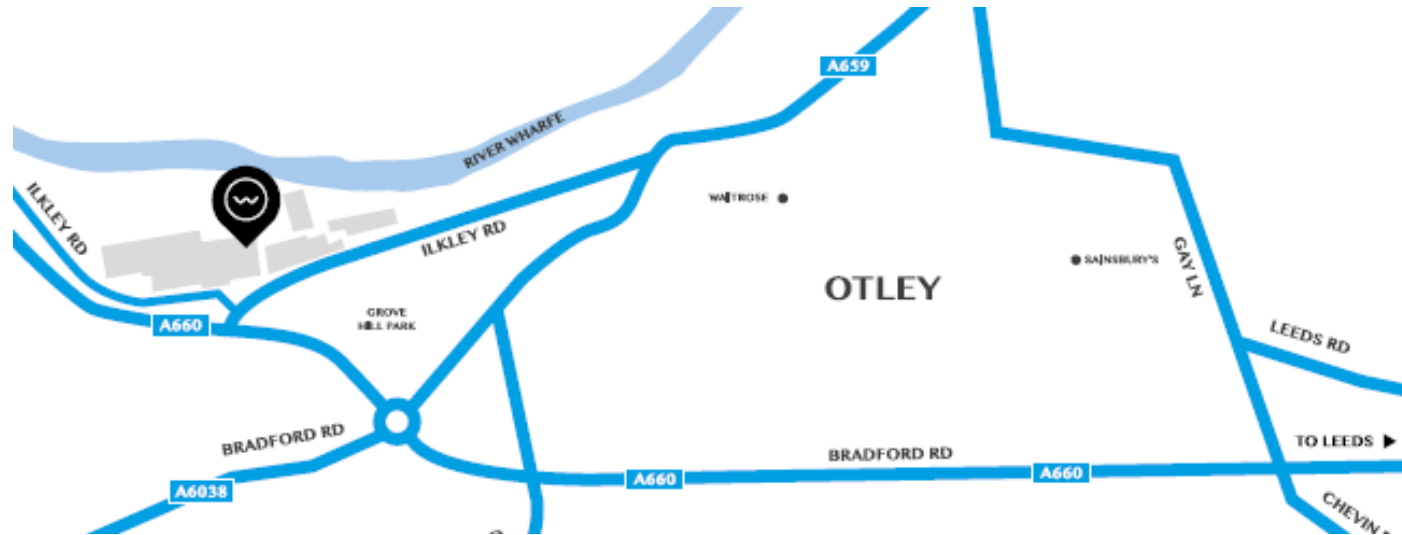 A659
RIVER WHARFE
ILKLEY RD
WAITROSE
ILKLEY RD
GAY LN
SAINSBURY'S
OTLEY
GROVE
HILL PARK
A660
LEEDS RD
BRADFORD RD
TO LEEDS
BRADFORD RD
A660
A660
A6038
CHEVIN